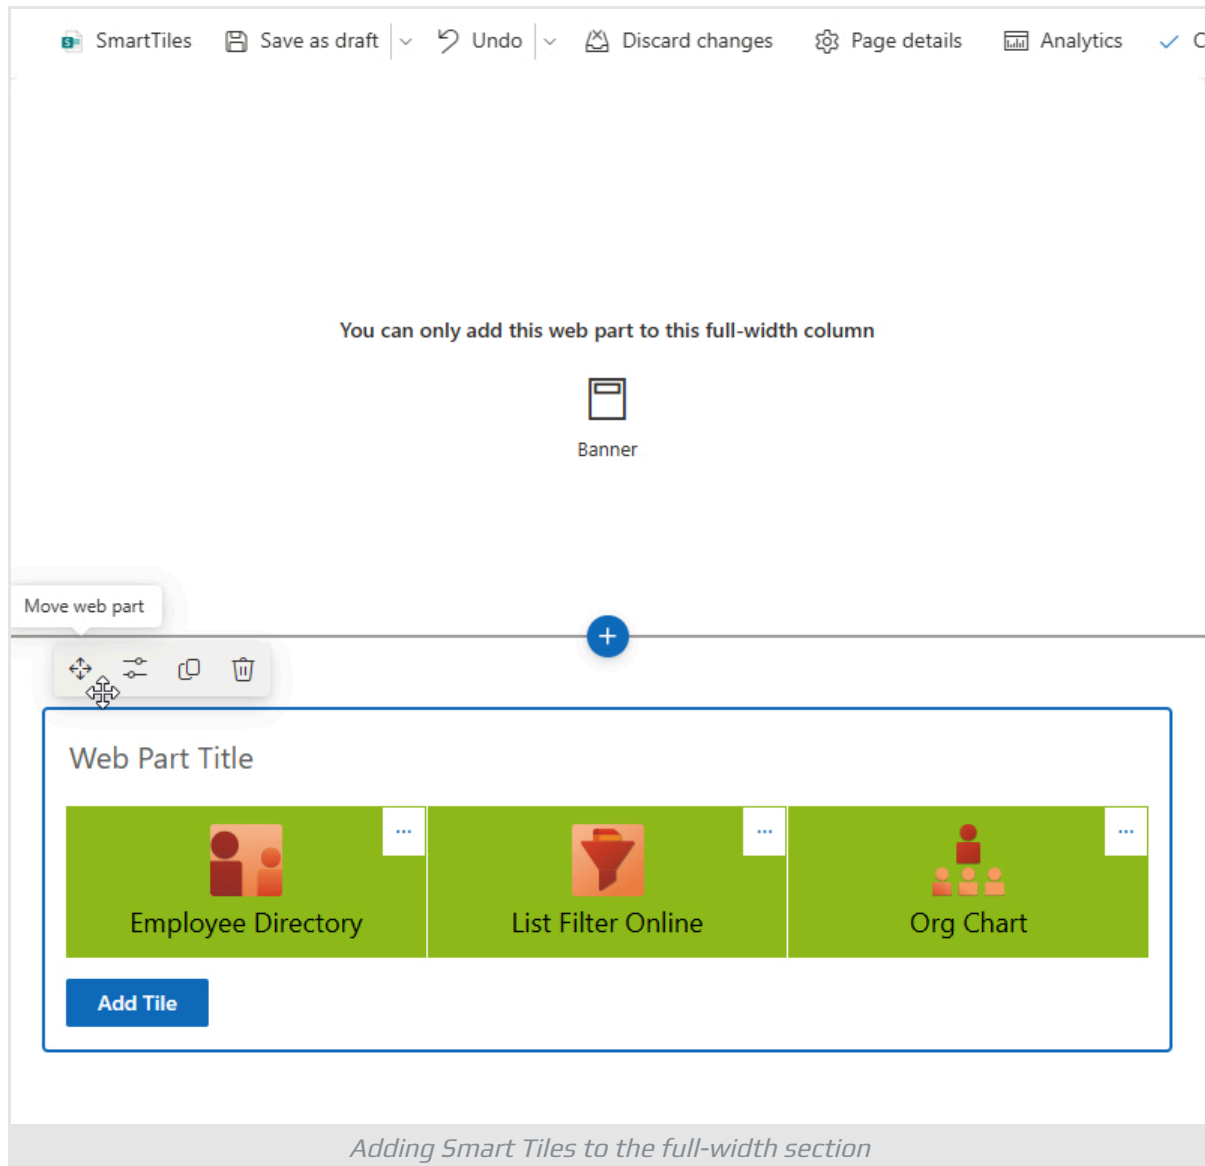 SmartTiles Save as draft Undo Discard changes Page details Analytics
You can only add this web part to this full-width column
Banner
Move web part
Web Part Title
Employee Directory List Filter Online Org Chart
Add Tile
Adding Smart Tiles to the full-width section